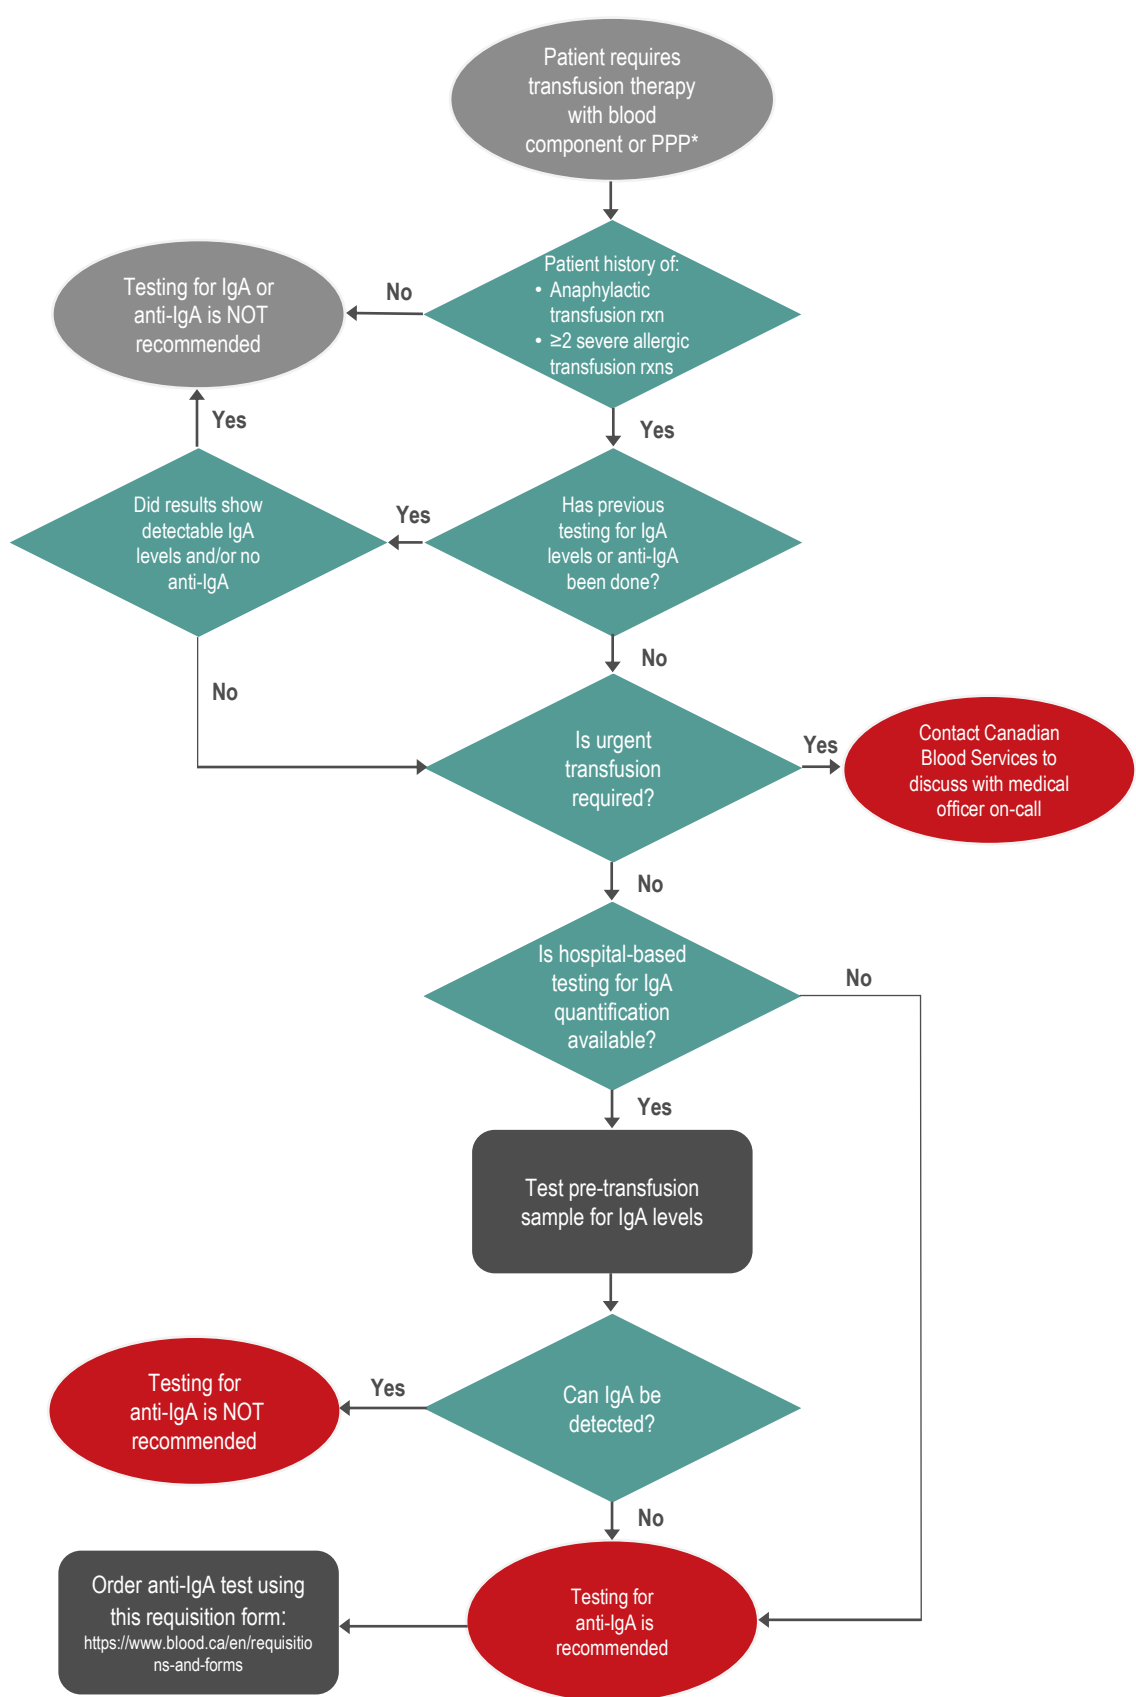 Patient requires
transfusion therapy
with blood
component or PPP*
Patient history of:
• Anaphylactic
transfusion rxn
• ≥2 severe allergic
transfusion rxns
No
Testing for IgA or
anti-IgA is NOT
recommended
Yes
Yes
Has previous
testing for IgA
levels or anti-IgA
been done?
Yes
Did results show
detectable IgA
levels and/or no
anti-IgA
No
No
Is urgent
transfusion
required?
Yes
Contact Canadian
Blood Services to
discuss with medical
officer on-call
No
Is hospital-based
testing for IgA
quantification
available?
No
Yes
Test pre-transfusion
sample for IgA levels
Can IgA be
detected?
Yes
Testing for
anti-IgA is NOT
recommended
No
Testing for
anti-IgA is
recommended
Order anti-IgA test using
this requisition form:
https://www.blood.ca/en/requisitio
ns-and-forms